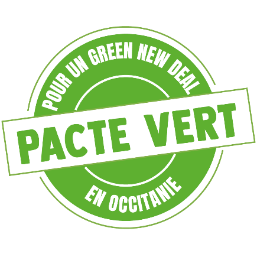 POUR UN GREEN NEW DEAL
PACTE VERT
EN OCCITANIE